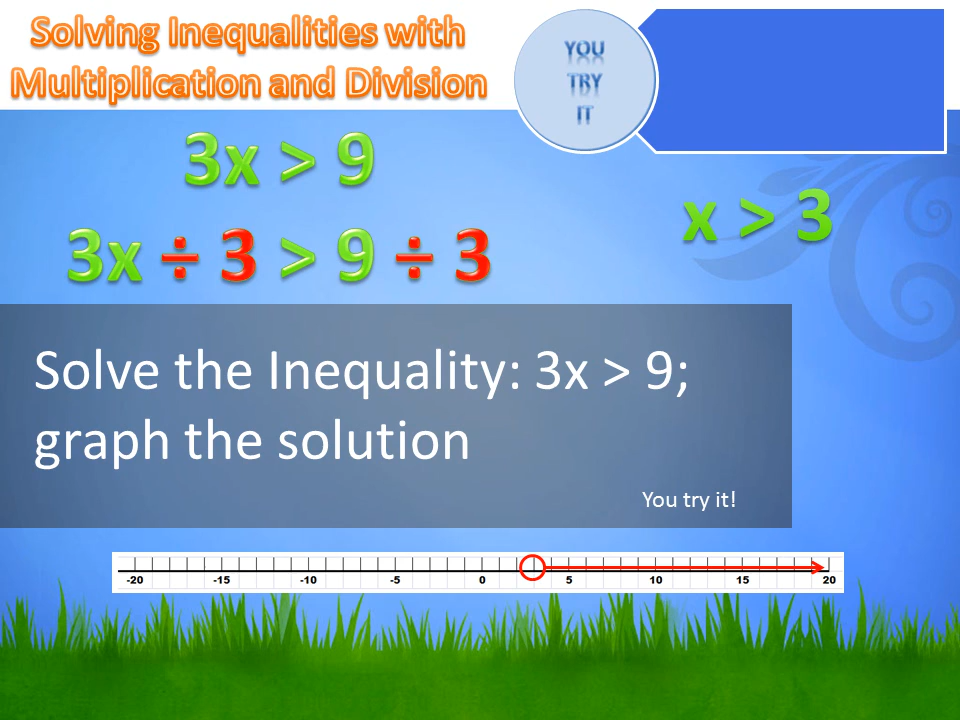 Solving Inequalities with
Multiplication and Division
YOU
TRY
IT
3x > 9
3x ÷ 3 > 9 ÷ 3
x > 3
Solve the Inequality: 3x > 9;
graph the solution
You try it!
-20 -15 -10 -5 0 5 10 15 20